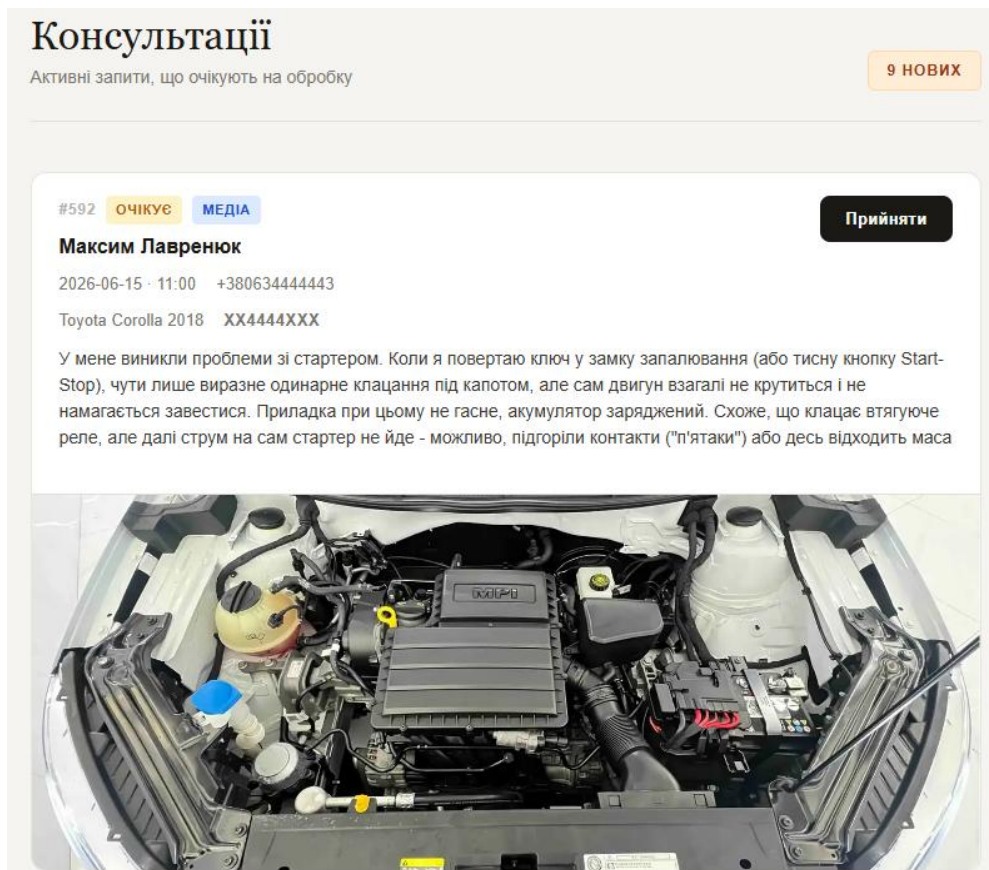 Консультації
Активні запити, що очікують на обробку
9 НОВИХ
#592 ОЧІКУЄ МЕДІА
Прийняти
Максим Лавренюк
2026-06-15 · 11:00 +380634444443
Toyota Corolla 2018 XX4444XXX
У мене виникли проблеми зі стартером. Коли я повертаю ключ у замку запалювання (або тисну кнопку Start-
Stop), чути лише виразне одинарне клацання під капотом, але сам двигун взагалі не крутиться і не
намагається завестися. Приладка при цьому не гасне, акумулятор заряджений. Схоже, що клацає втягуюче
реле, але далі струм на сам стартер не йде - можливо, підгоріли контакти ("п'ятаки") або десь відходить маса
MPI